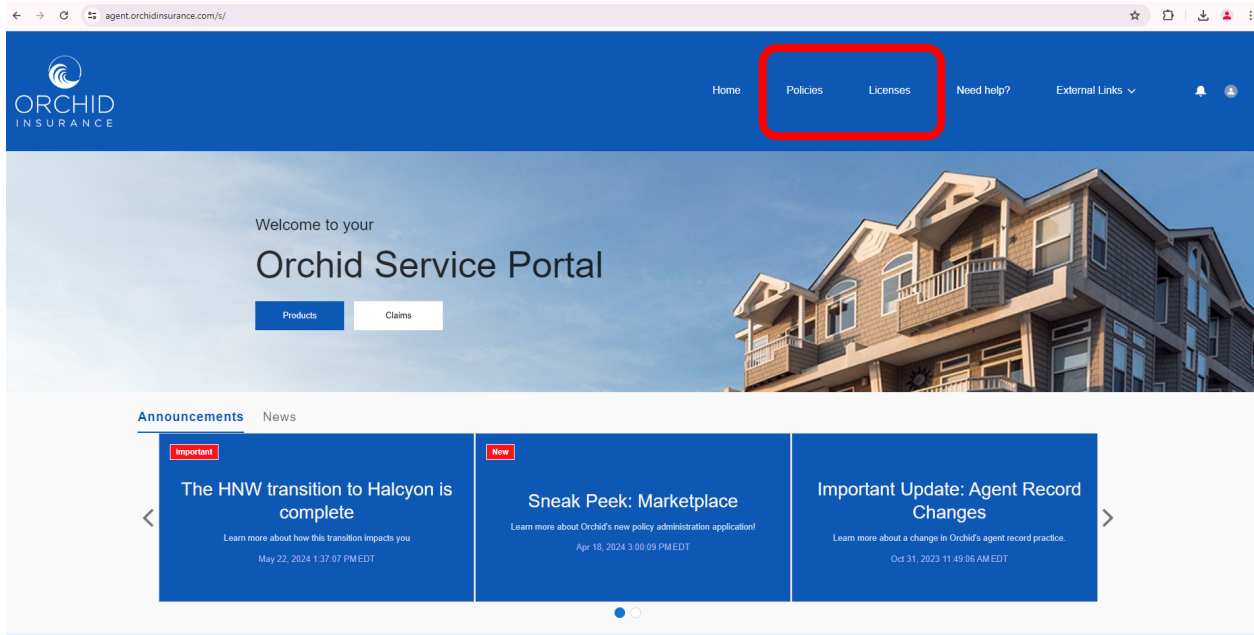 agent.orchidinsurance.com/s/
ORCHID
INSURANCE
Home Policies Licenses Need help? External Links
Welcome to your
Orchid Service Portal
Products Claims
Announcements News
Important
The HNW transition to Halcyon is
complete
Learn more about how this transition impacts you
May 22, 2024 1:37:07 PM EDT
New
Sneak Peek: Marketplace
Learn more about Orchid's new policy administration application!
Apr 18, 2024 3:00:09 PM EDT
Important Update: Agent Record
Changes
Learn more about a change in Orchid's agent record practice.
Oct 31, 2023 11:49:06 AM EDT